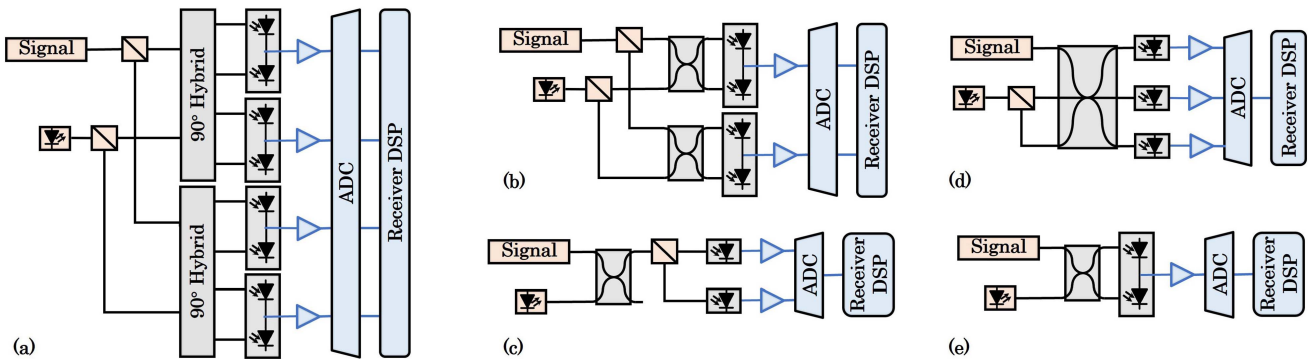 Signal
90° Hybrid
90° Hybrid
ADC
Receiver DSP
(a)
Signal
ADC
Receiver DSP
(b)
Signal
ADC
Receiver
DSP
(c)
Signal
ADC
Receiver DSP
(d)
Signal
ADC
Receiver
DSP
(e)